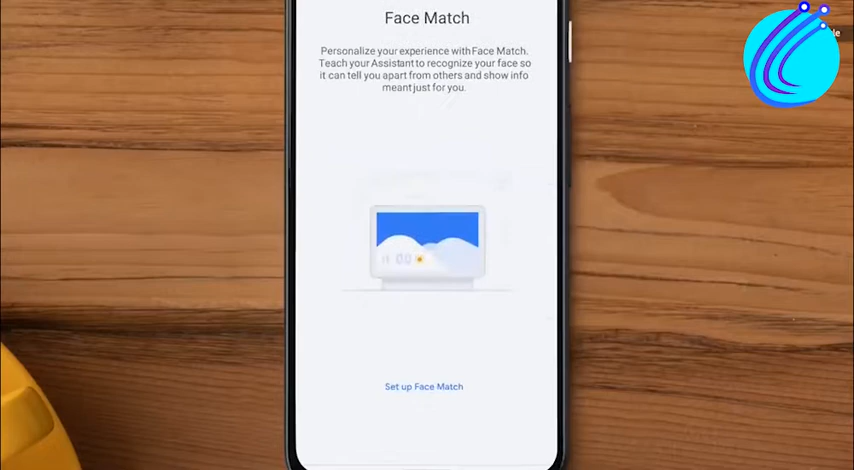 Face Match
Personalize your experience with Face Match.
Teach your Assistant to recognize your face so
it can tell you apart from others and show info
meant just for you.
Set up Face Match